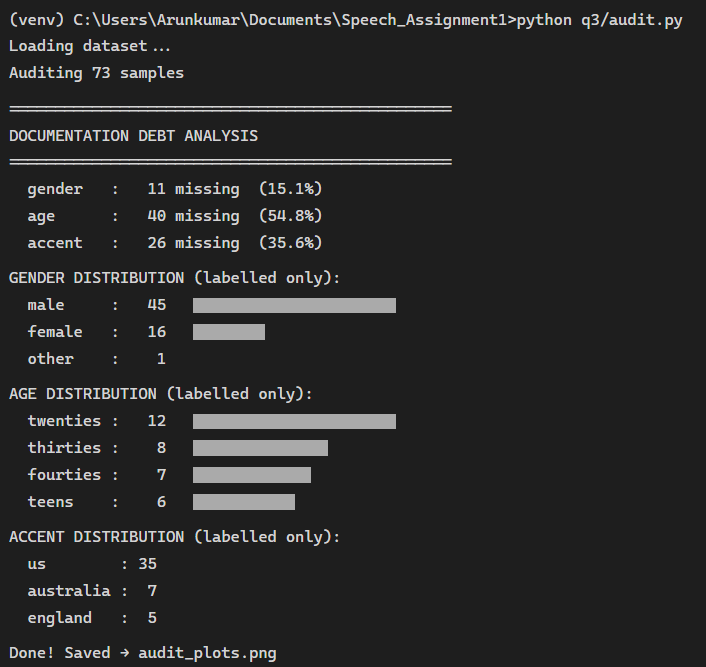 (venv) C:\Users\Arunkumar\Documents\Speech_Assignment1>python q3/audit.py
Loading dataset...
Auditing 73 samples
DOCUMENTATION DEBT ANALYSIS
gender : 11 missing (15.1%)
age : 40 missing (54.8%)
accent : 26 missing (35.6%)
GENDER DISTRIBUTION (labelled only):
male : 45
female : 16
other : 1
AGE DISTRIBUTION (labelled only):
twenties : 12
thirties : 8
fourties : 7
teens : 6
ACCENT DISTRIBUTION (labelled only):
us : 35
australia : 7
england : 5
Done! Saved → audit_plots.png